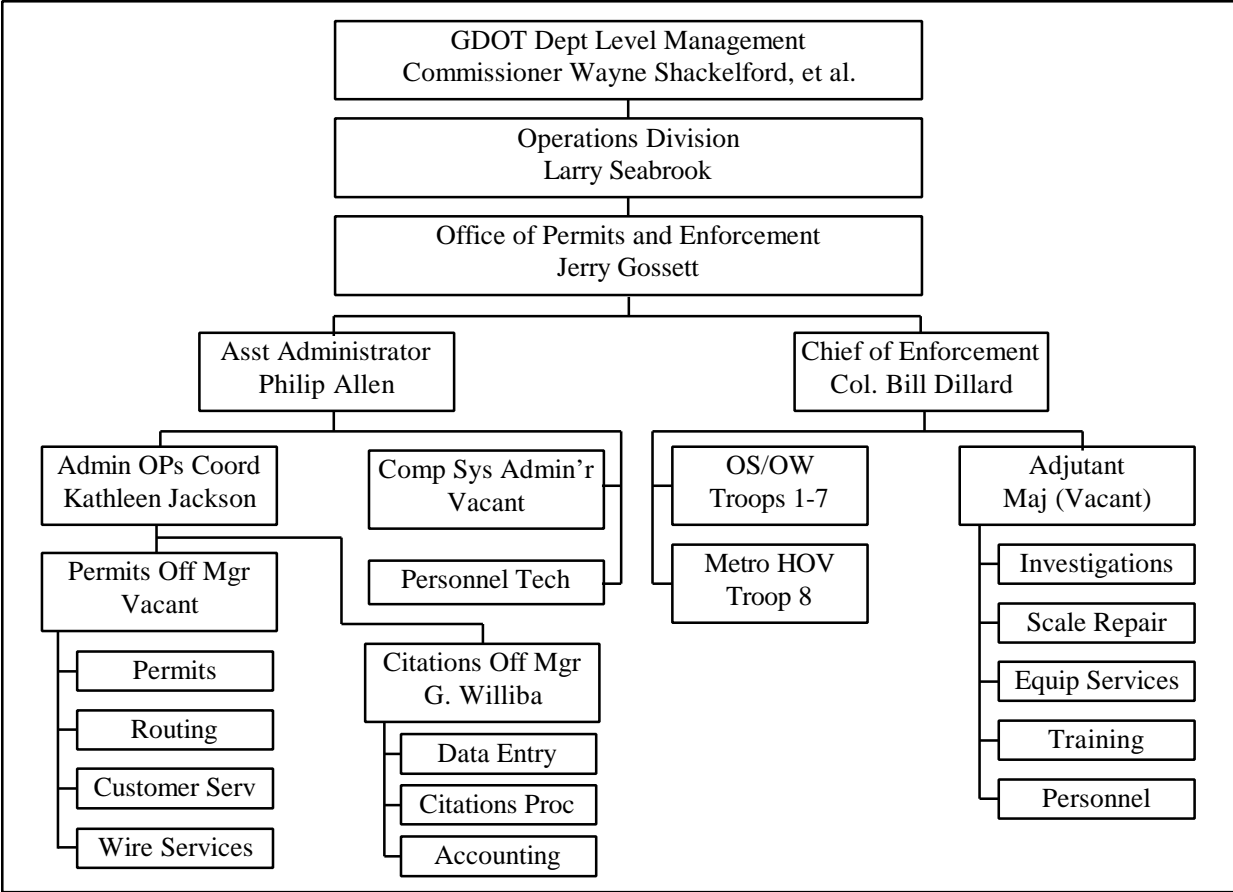 GDOT Dept Level Management
Commissioner Wayne Shackelford, et al.
Operations Division
Larry Seabrook
Office of Permits and Enforcement
Jerry Gossett
Asst Administrator
Philip Allen
Chief of Enforcement
Col. Bill Dillard
Admin OPs Coord
Kathleen Jackson
Comp Sys Admin’r
Vacant
OS/OW
Troops 1-7
Adjutant
Maj (Vacant)
Permits Off Mgr
Vacant
Personnel Tech
Metro HOV
Troop 8
Investigations
Scale Repair
Equip Services
Training
Personnel
Permits
Routing
Customer Serv
Wire Services
Citations Off Mgr
G. Williba
Data Entry
Citations Proc
Accounting